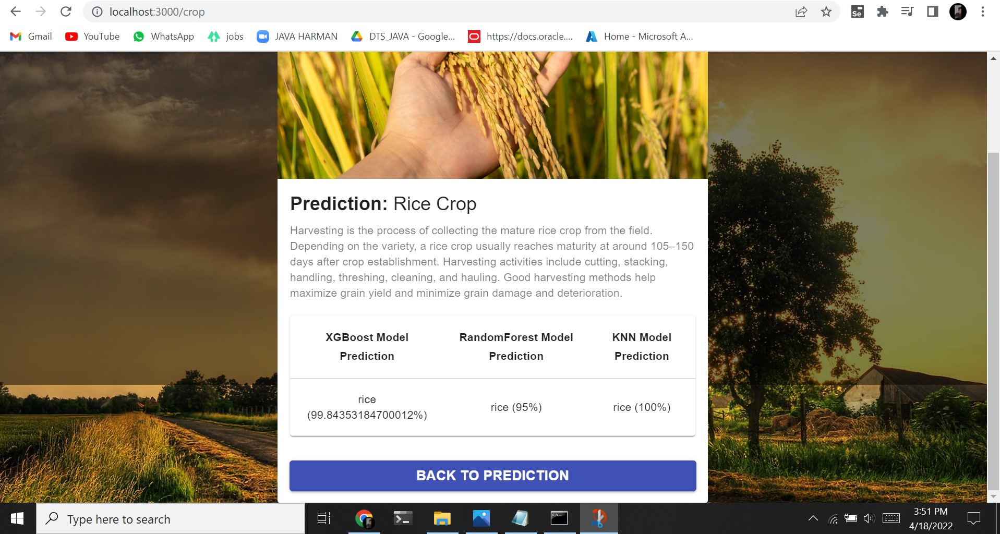 localhost:3000/crop
Se
Gmail YouTube WhatsApp jobs JAVA HARMAN DTS_JAVA - Google... https://docs.oracle.... Home - Microsoft A...
Prediction: Rice Crop
Harvesting is the process of collecting the mature rice crop from the field.
Depending on the variety, a rice crop usually reaches maturity at around 105–150
days after crop establishment. Harvesting activities include cutting, stacking,
handling, threshing, cleaning, and hauling. Good harvesting methods help
maximize grain yield and minimize grain damage and deterioration.
XGBoost Model RandomForest Model KNN Model
Prediction Prediction Prediction
rice
(99.84353184700012%) rice (95%) rice (100%)
BACK TO PREDICTION
Type here to search
3:51 PM
4/18/2022